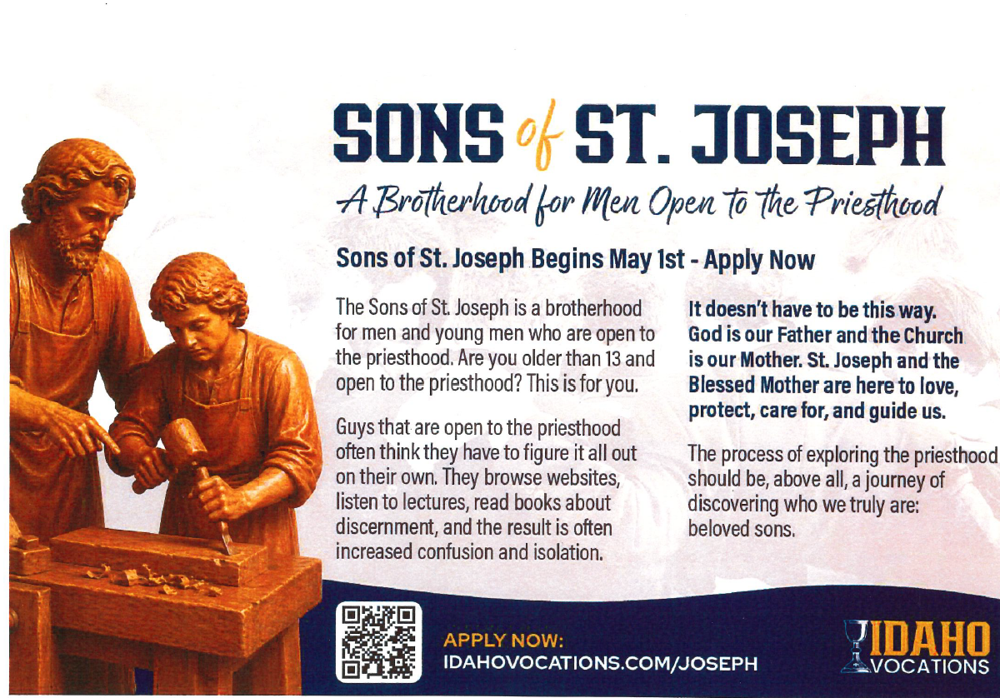 SONS of ST. JOSEPH
A Brotherhood for Men Open to the Priesthood
Sons of St. Joseph Begins May 1st - Apply Now
The Sons of St. Joseph is a brotherhood
for men and young men who are open to
the priesthood. Are you older than 13 and
open to the priesthood? This is for you.
Guys that are open to the priesthood
often think they have to figure it all out
on their own. They browse websites,
listen to lectures, read books about
discernment, and the result is often
increased confusion and isolation.
It doesn't have to be this way.
God is our Father and the Church
is our Mother. St. Joseph and the
Blessed Mother are here to love,
protect, care for, and guide us.
The process of exploring the priesthood
should be, above all, a journey of
discovering who we truly are:
beloved sons.
APPLY NOW:
IDAHOVOCATIONS.COM/JOSEPH
IDAHO
VOCATIONS